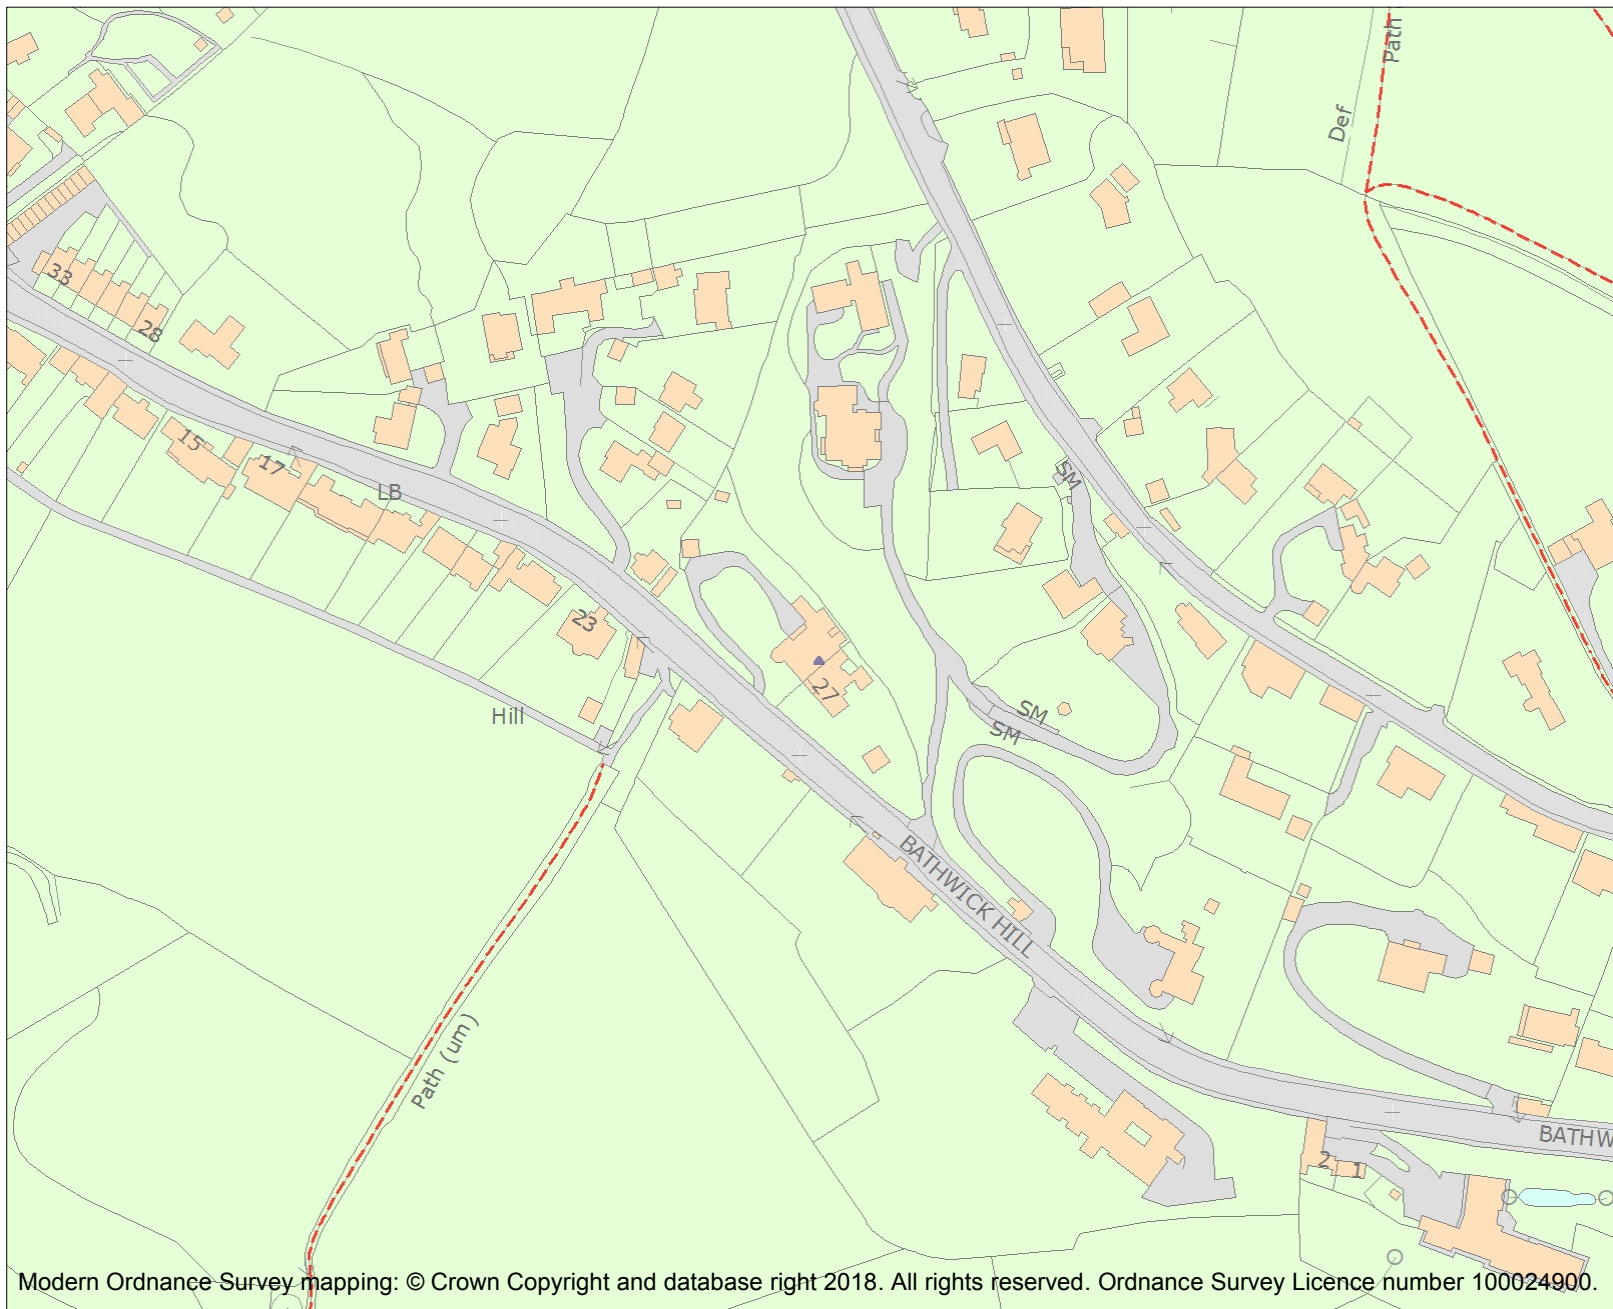 Path
Def
33
28
15
17
LB
SM
23
27
Hill
SM
SM
BATHWICK HILL
Path (um)
BATHW
2
1
Modern Ordnance Survey mapping: © Crown Copyright and database right 2018. All rights reserved. Ordnance Survey Licence number 100024900.